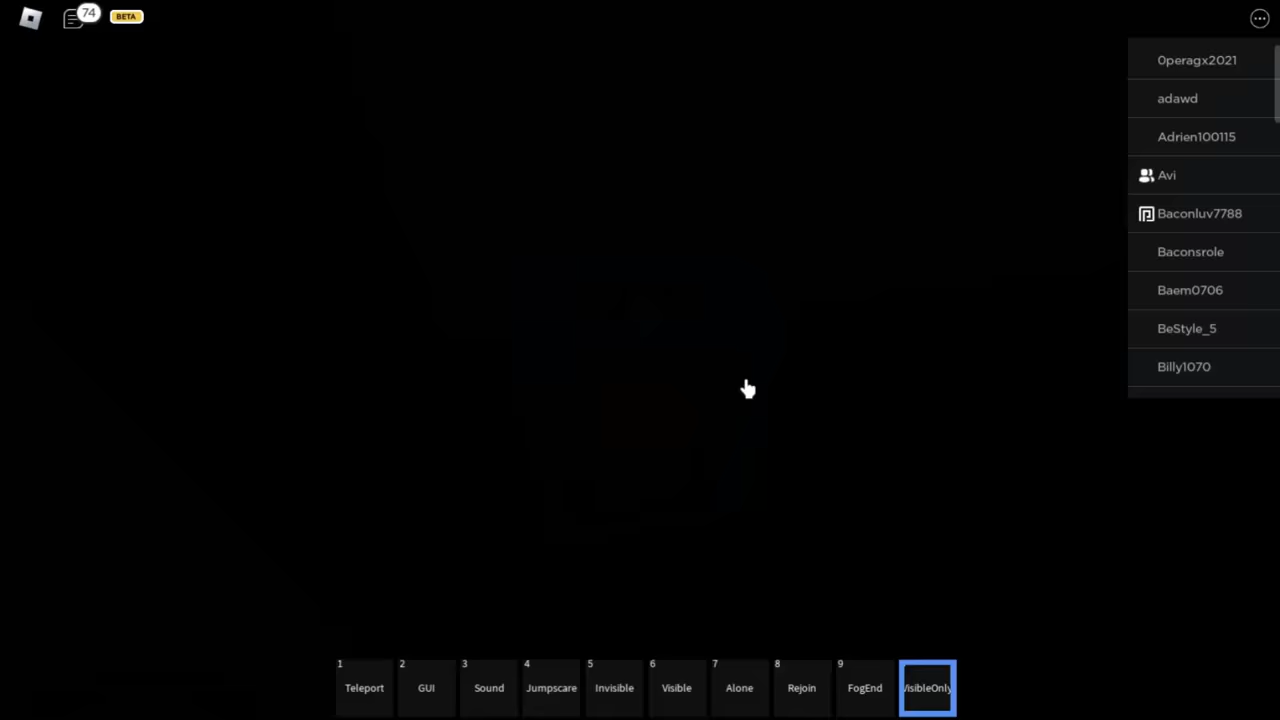 74
BETA
0peragx2021
adawd
Adrien100115
Avi
Baconluv7788
Baconsrole
Baem0706
BeStyle_5
Billy1070
1 2 3 4 5 6 7 8 9
Teleport GUI Sound Jumpscare Invisible Visible Alone Rejoin FogEnd VisibleOnly